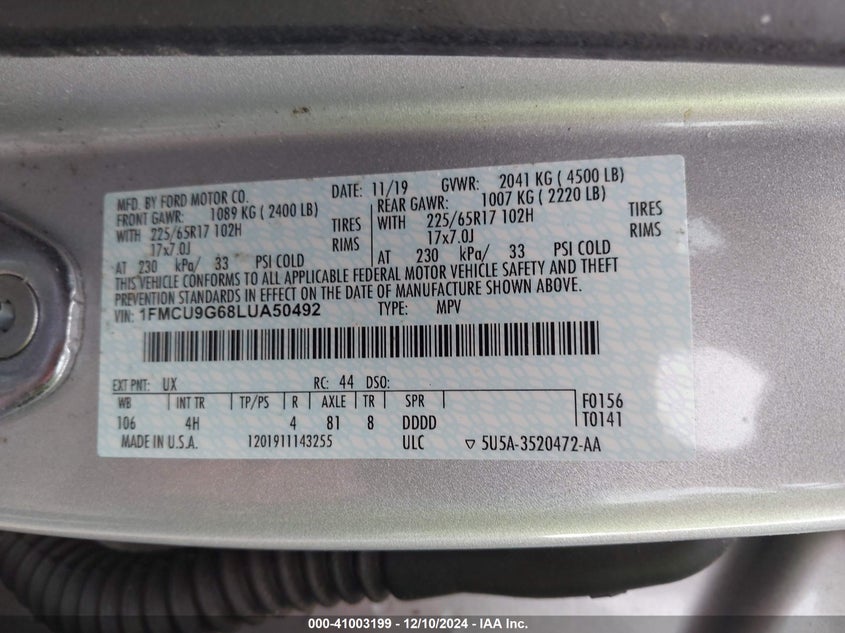 MFD. BY FORD MOTOR CO. DATE: 11/19 GVWR: 2041 KG ( 4500 LB)
FRONT GAWR: 1089 KG ( 2400 LB) REAR GAWR: 1007 KG ( 2220 LB)
WITH 225/65R17 102H TIRES WITH 225/65R17 102H TIRES
17x7.0J RIMS 17x7.0J RIMS
AT 230 kPa/ 33 PSI COLD AT 230 kPa/ 33 PSI COLD
THIS VEHICLE CONFORMS TO ALL APPLICABLE FEDERAL MOTOR VEHICLE SAFETY AND THEFT
PREVENTION STANDARDS IN EFFECT ON THE DATE OF MANUFACTURE SHOWN ABOVE.
VIN: 1FMCU9G68LUA50492 TYPE: MPV
EXT PNT: UX RC: 44 DSO:
WB INT TR TP/PS R AXLE TR SPR F0156
106 4H 4 81 8 DDDD T0141
MADE IN U.S.A. 1201911143255 ULC ▽ 5U5A-3520472-AA
000-41003199 - 12/10/2024 - IAA Inc.